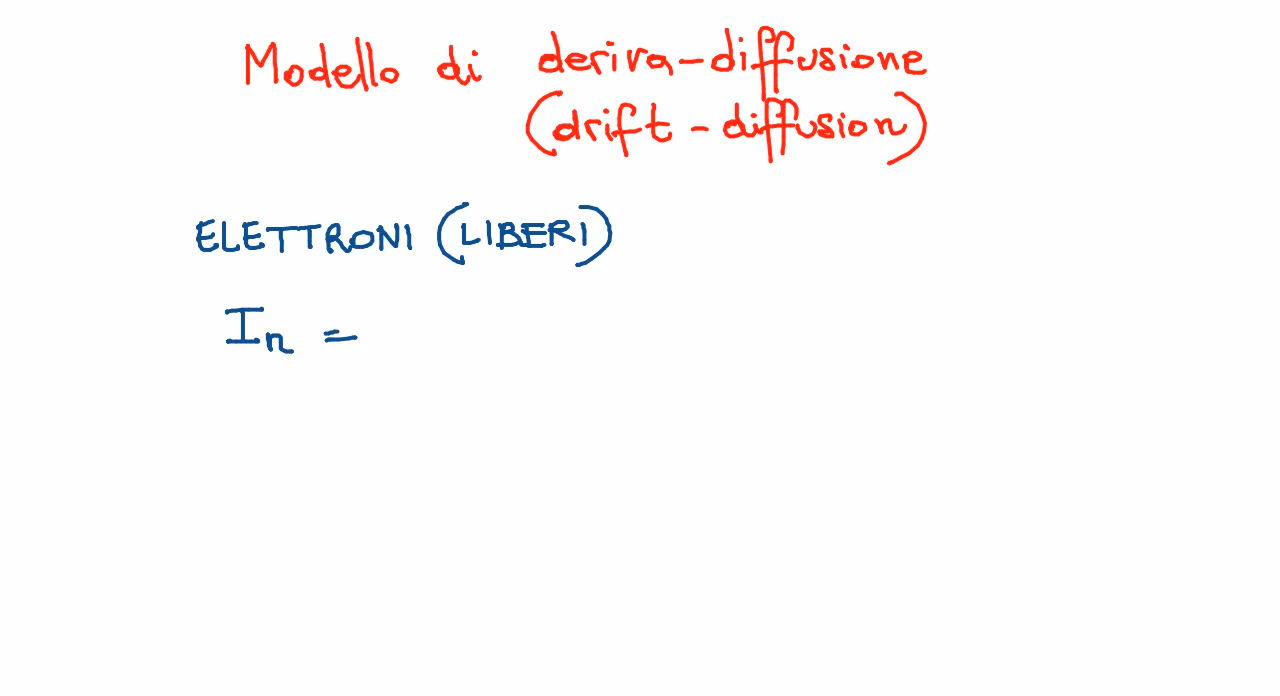 Modello di deriva-diffusione
(drift-diffusion)
ELETTRONI (LIBERI)
In =